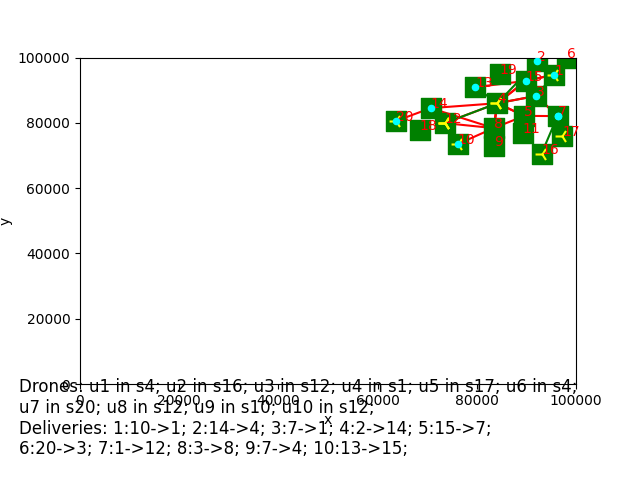 100000
80000
60000
40000
20000
0
0 20000 40000 60000 80000 100000
x
y
2
6
19
13
15
4
20
18
12
10
9
11
16
17
Drones: u1 in s4; u2 in s16; u3 in s12; u4 in s1; u5 in s17; u6 in s4;
u7 in s20; u8 in s12; u9 in s10; u10 in s12;
Deliveries: 1:10->1; 2:14->4; 3:7->1; 4:2->14; 5:15->7;
6:20->3; 7:1->12; 8:3->8; 9:7->4; 10:13->15;